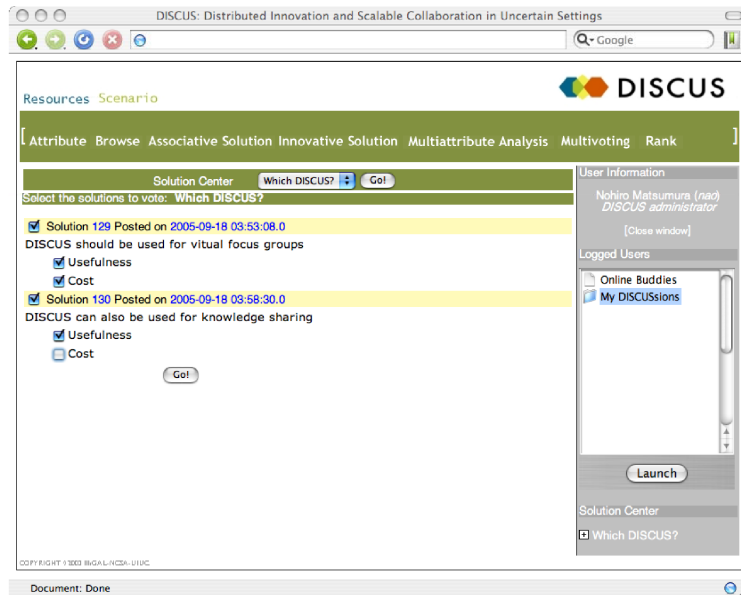 DISCUS: Distributed Innovation and Scalable Collaboration in Uncertain Settings
Google
Resources Scenario
DISCUS
[ Attribute Browse Associative Solution Innovative Solution Multiattribute Analysis Multivoting Rank ]
Solution Center Which DISCUS? Go!
Select the solutions to vote: Which DISCUS?
Solution 129 Posted on 2005-09-18 03:53:08.0
DISCUS should be used for vitual focus groups
Usefulness
Cost
Solution 130 Posted on 2005-09-18 03:58:30.0
DISCUS can also be used for knowledge sharing
Usefulness
Cost
Go!
User Information
Nohiro Matsumura (nao)
DISCUS administrator
[Close window]
Logged Users
Online Buddies
My DISCUSsions
Launch
Solution Center
Which DISCUS?
COPYRIGHT ©2003 IlliGAL-NCSA-UIUC
Document: Done